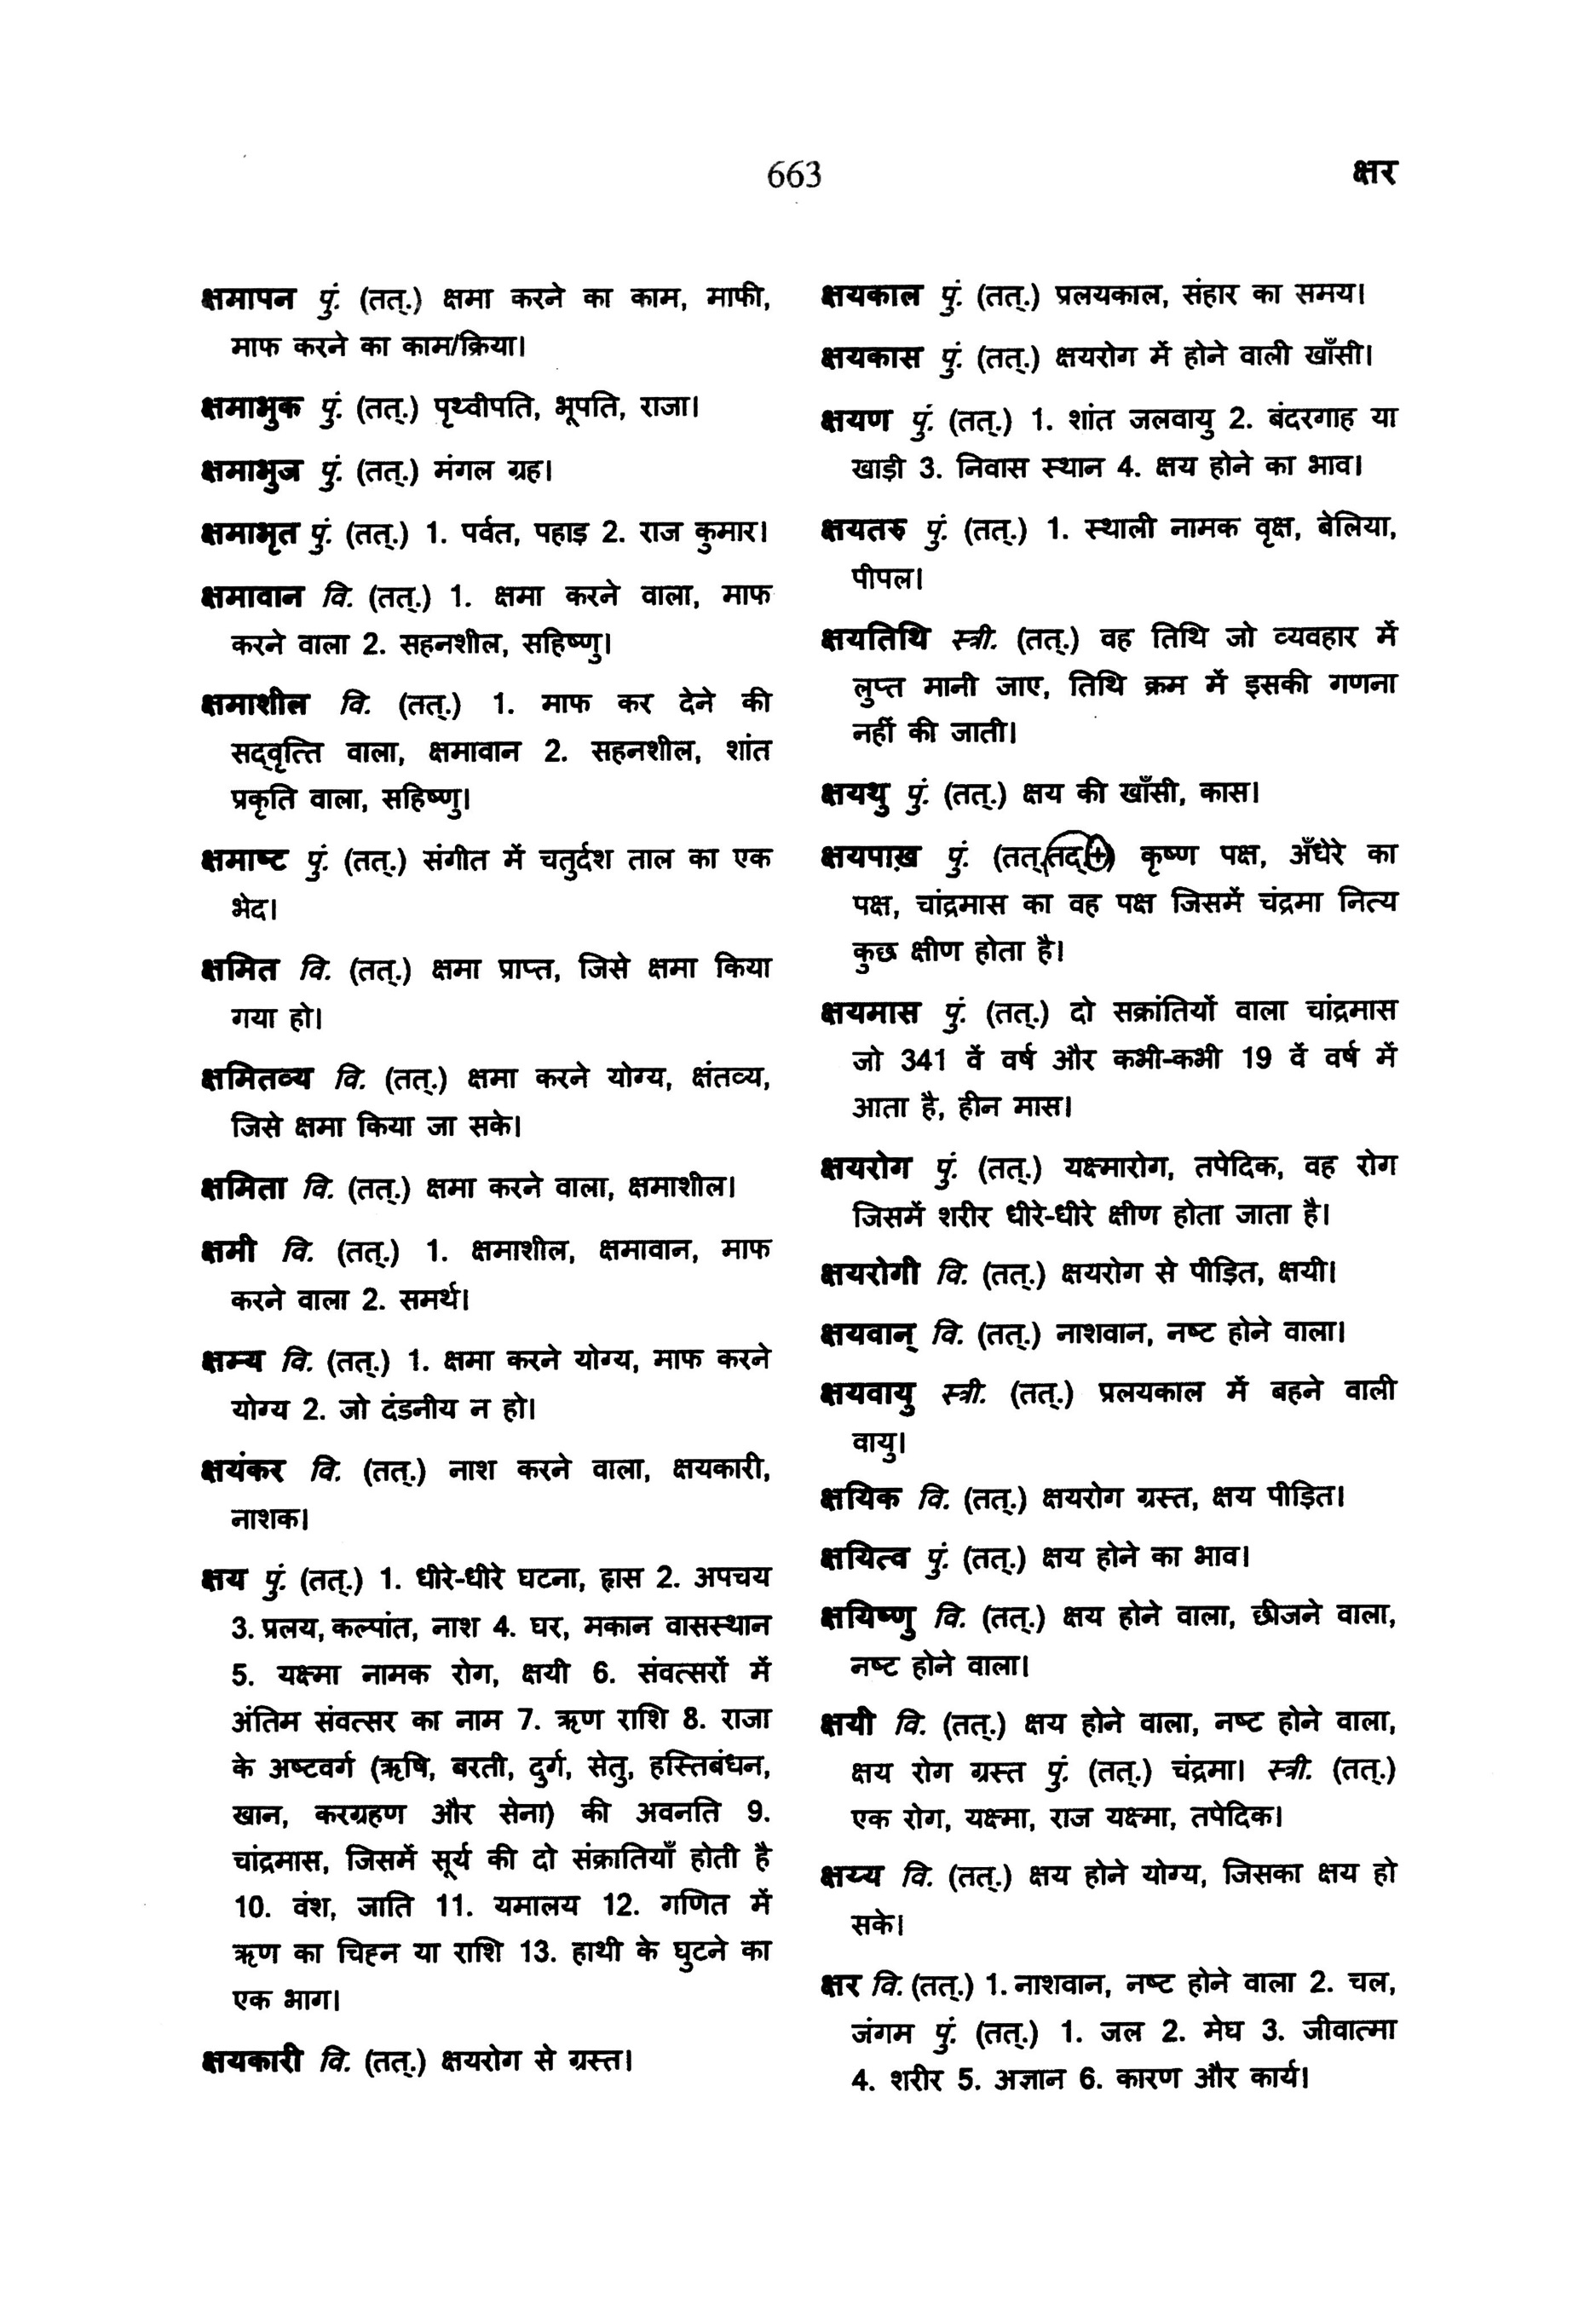 663
क्षर
क्षमापन पुं. (तत्.) क्षमा करने का काम, माफी,
माफ करने का काम/क्रिया।
क्षमाभुक पुं. (तत्.) पृथ्वीपति, भूपति, राजा।
क्षमाभुज पुं. (तत्.) मंगल ग्रह।
क्षमाभृत पुं. (तत्.) 1. पर्वत, पहाड़ 2. राज कुमार।
क्षमावान वि. (तत्.) 1. क्षमा करने वाला, माफ
करने वाला 2. सहनशील, सहिष्णु।
क्षमाशील वि. (तत्.) 1. माफ कर देने की
सद्वृत्ति वाला, क्षमावान 2. सहनशील, शांत
प्रकृति वाला, सहिष्णु।
क्षमाष्ट पुं. (तत्.) संगीत में चतुर्दश ताल का एक
भेद।
क्षमित वि. (तत्.) क्षमा प्राप्त, जिसे क्षमा किया
गया हो।
क्षमितव्य वि. (तत्.) क्षमा करने योग्य, क्षंतव्य,
जिसे क्षमा किया जा सके।
क्षमिता वि. (तत्.) क्षमा करने वाला, क्षमाशील।
क्षमी वि. (तत्.) 1. क्षमाशील, क्षमावान, माफ
करने वाला 2. समर्थ।
क्षम्य वि. (तत्.) 1. क्षमा करने योग्य, माफ करने
योग्य 2. जो दंडनीय न हो।
क्षयंकर वि. (तत्.) नाश करने वाला, क्षयकारी,
नाशक।
क्षय पुं. (तत्.) 1. धीरे-धीरे घटना, ह्रास 2. अपचय
3. प्रलय, कल्पांत, नाश 4. घर, मकान वासस्थान
5. यक्ष्मा नामक रोग, क्षयी 6. संवत्सरों में
अंतिम संवत्सर का नाम 7. ऋण राशि 8. राजा
के अष्टवर्ग (ऋषि, बरती, दुर्ग, सेतु, हस्तिबंधन,
खान, करग्रहण और सेना) की अवनति 9.
चांद्रमास, जिसमें सूर्य की दो संक्रातियाँ होती है
10. वंश, जाति 11. यमालय 12. गणित में
ऋण का चिह्न या राशि 13. हाथी के घुटने का
एक भाग।
क्षयकारी वि. (तत्.) क्षयरोग से ग्रस्त।
क्षयकाल पुं. (तत्.) प्रलयकाल, संहार का समय।
क्षयकास पुं. (तत्.) क्षयरोग में होने वाली खाँसी।
क्षयण पुं. (तत्.) 1. शांत जलवायु 2. बंदरगाह या
खाड़ी 3. निवास स्थान 4. क्षय होने का भाव।
क्षयतरु पुं. (तत्.) 1. स्थाली नामक वृक्ष, बेलिया,
पीपल।
क्षयतिथि स्त्री. (तत्.) वह तिथि जो व्यवहार में
लुप्त मानी जाए, तिथि क्रम में इसकी गणना
नहीं की जाती।
क्षयथु पुं. (तत्.) क्षय की खाँसी, कास।
क्षयपाख़ पुं. (तत् तद् +) कृष्ण पक्ष, अँधेरे का
पक्ष, चांद्रमास का वह पक्ष जिसमें चंद्रमा नित्य
कुछ क्षीण होता है।
क्षयमास पुं. (तत्.) दो सक्रांतियों वाला चांद्रमास
जो 341 वें वर्ष और कभी-कभी 19 वें वर्ष में
आता है, हीन मास।
क्षयरोग पुं. (तत्.) यक्ष्मारोग, तपेदिक, वह रोग
जिसमें शरीर धीरे-धीरे क्षीण होता जाता है।
क्षयरोगी वि. (तत्.) क्षयरोग से पीड़ित, क्षयी।
क्षयवान् वि. (तत्.) नाशवान, नष्ट होने वाला।
क्षयवायु स्त्री. (तत्.) प्रलयकाल में बहने वाली
वायु।
क्षयिक वि. (तत्.) क्षयरोग ग्रस्त, क्षय पीड़ित।
क्षयित्व पुं. (तत्.) क्षय होने का भाव।
क्षयिष्णु वि. (तत्.) क्षय होने वाला, छीजने वाला,
नष्ट होने वाला।
क्षयी वि. (तत्.) क्षय होने वाला, नष्ट होने वाला,
क्षय रोग ग्रस्त पुं. (तत्.) चंद्रमा। स्त्री. (तत्.)
एक रोग, यक्ष्मा, राज यक्ष्मा, तपेदिक।
क्षय्य वि. (तत्.) क्षय होने योग्य, जिसका क्षय हो
सके।
क्षर वि. (तत्.) 1. नाशवान, नष्ट होने वाला 2. चल,
जंगम पुं. (तत्.) 1. जल 2. मेघ 3. जीवात्मा
4. शरीर 5. अज्ञान 6. कारण और कार्य।